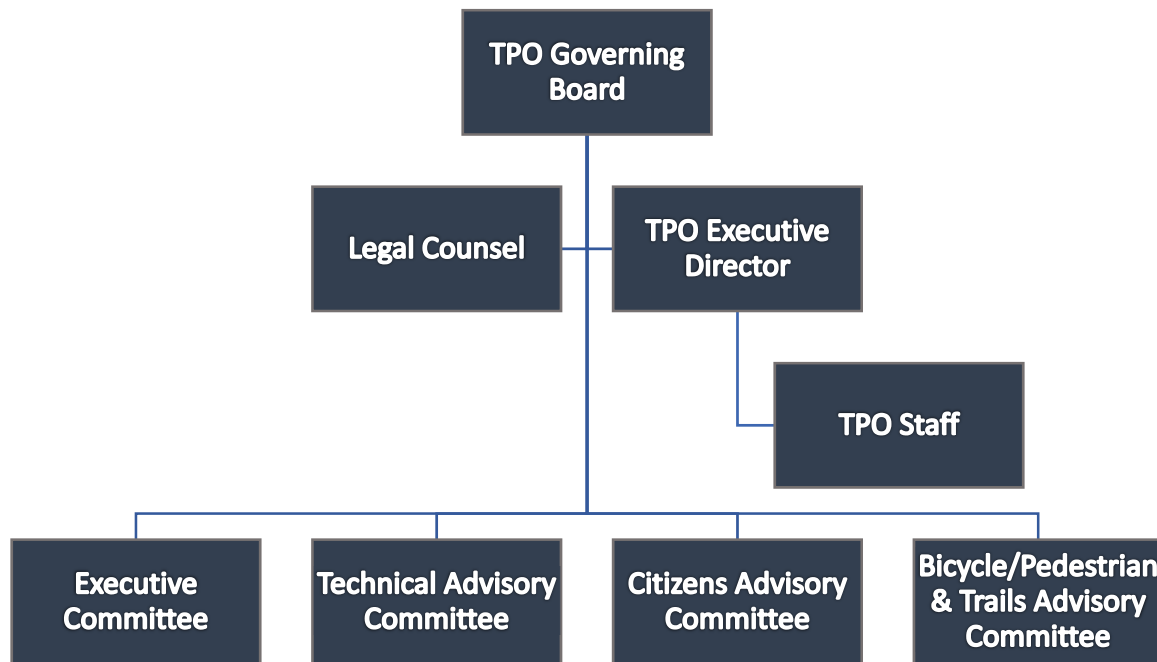 TPO Governing
Board
Legal Counsel
TPO Executive
Director
TPO Staff
Executive
Committee
Technical Advisory
Committee
Citizens Advisory
Committee
Bicycle/Pedestrian
& Trails Advisory
Committee